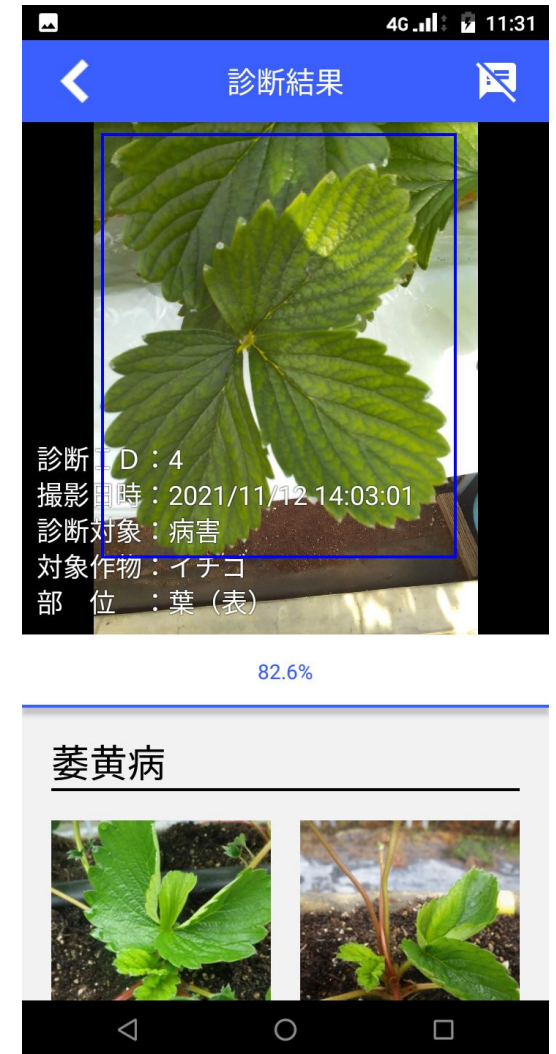 4G 11:31
診断結果
診断ＩＤ：4
撮影日時：2021/11/12 14:03:01
診断対象：病害
対象作物：イチゴ
部　位　：葉（表）
82.6%
萎黄病